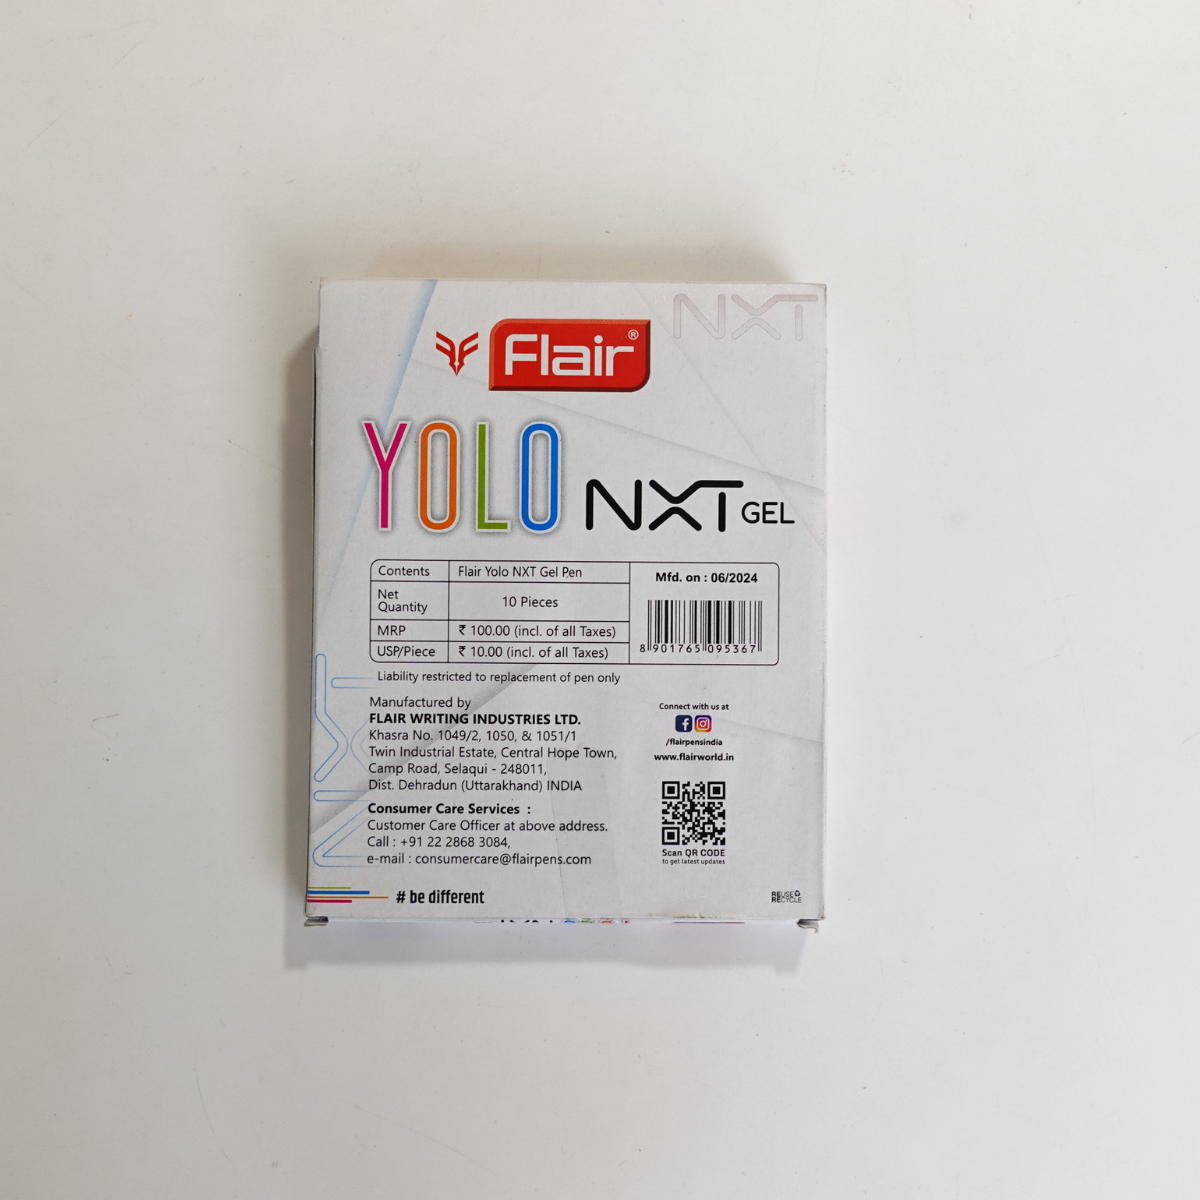 NXT
Flair®
YOLO NXT GEL
Contents Flair Yolo NXT Gel Pen
Net Quantity 10 Pieces
MRP ₹ 100.00 (incl. of all Taxes)
USP/Piece ₹ 10.00 (incl. of all Taxes)
Mfd. on : 06/2024
8 901765 095367
Liability restricted to replacement of pen only
Manufactured by
FLAIR WRITING INDUSTRIES LTD.
Khasra No. 1049/2, 1050, & 1051/1
Twin Industrial Estate, Central Hope Town,
Camp Road, Selaqui - 248011,
Dist. Dehradun (Uttarakhand) INDIA
Consumer Care Services :
Customer Care Officer at above address.
Call : +91 22 2868 3084,
e-mail : consumercare@flairpens.com
Connect with us at
/flairpensindia
www.flairworld.in
Scan QR CODE
to get latest updates
NXT
# be different
REUSE
RECYCLE